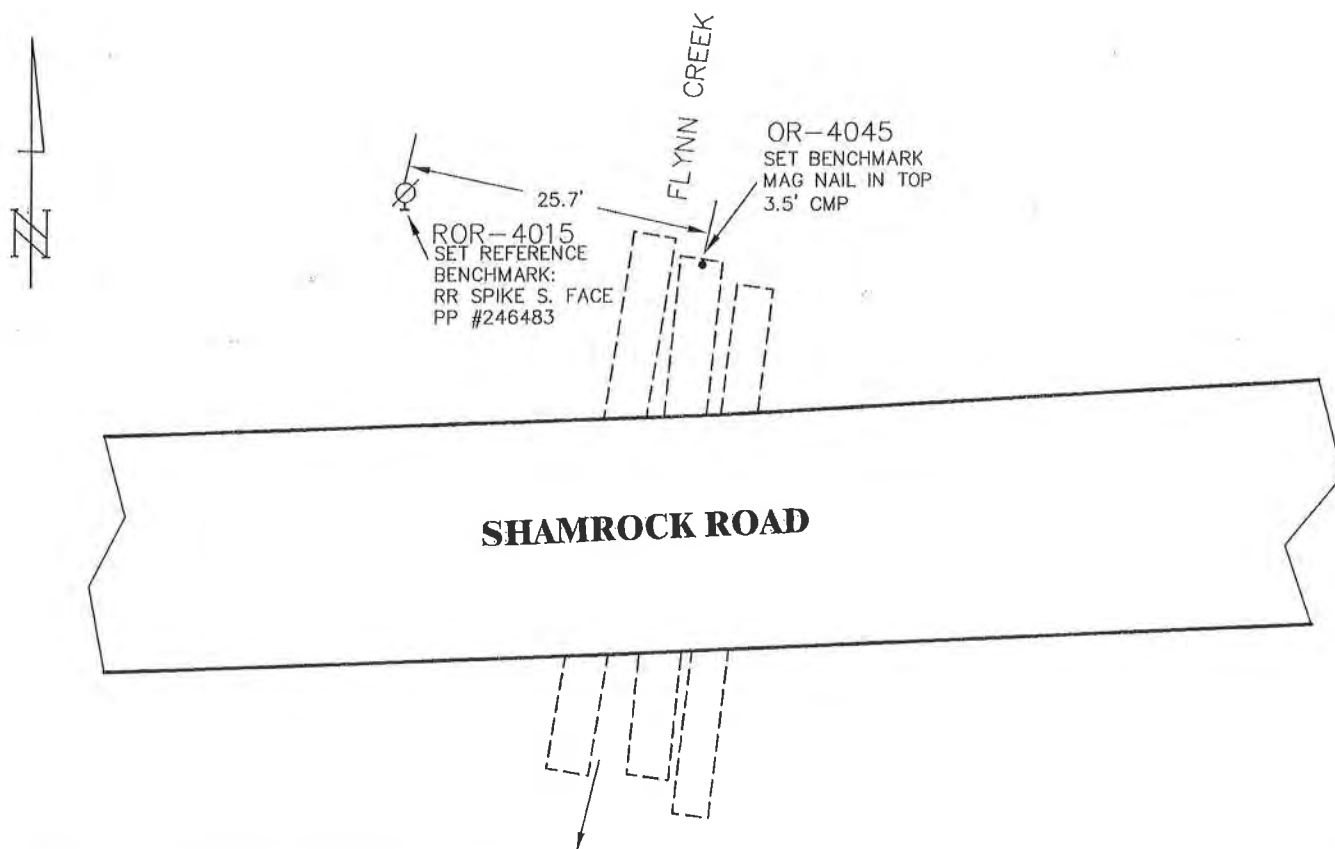 N
FLYNN CREEK
OR-4045
SET BENCHMARK
MAG NAIL IN TOP
3.5' CMP
25.7'
ROR-4015
SET REFERENCE
BENCHMARK:
RR SPIKE S. FACE
PP #246483
SHAMROCK ROAD